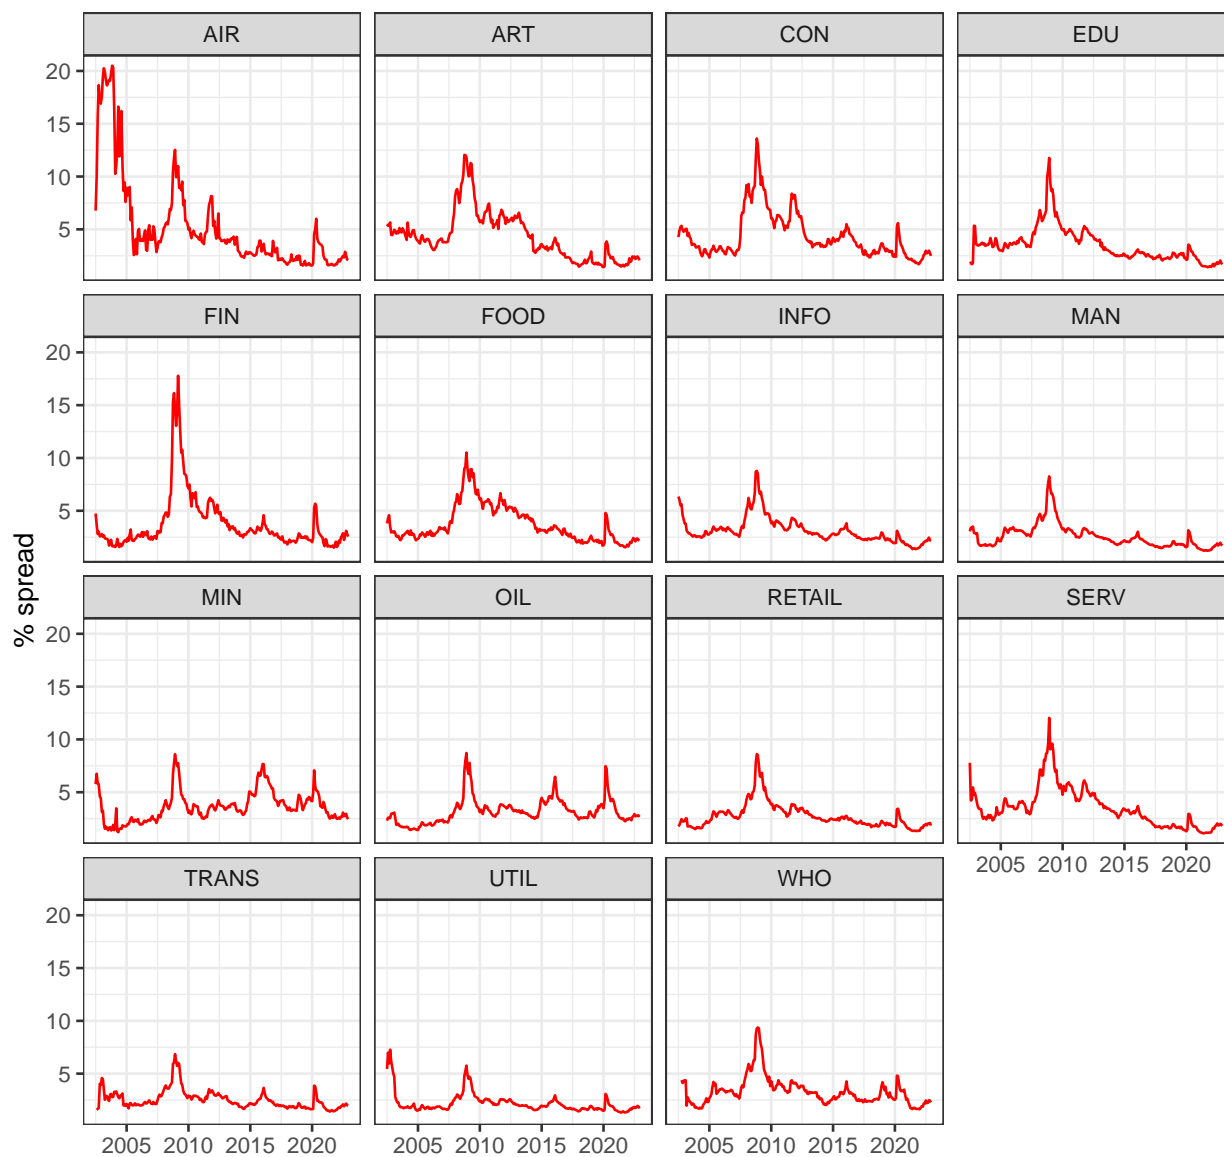 AIR ART CON EDU
20
15
10
5
FIN FOOD INFO MAN
20
15
10
5
% spread
MIN OIL RETAIL SERV
20
15
10
5
2005 2010 2015 2020
TRANS UTIL WHO
20
15
10
5
2005 2010 2015 2020 2005 2010 2015 2020 2005 2010 2015 2020